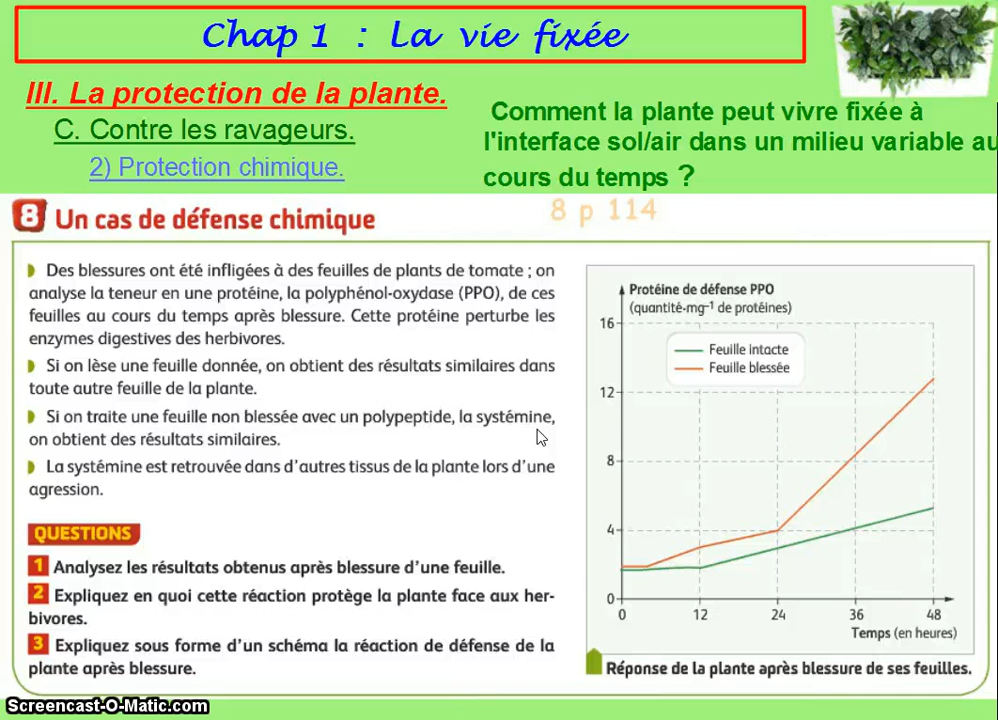 Chap 1 : La vie fixée
III. La protection de la plante.
C. Contre les ravageurs.
2) Protection chimique.
Comment la plante peut vivre fixée à
l'interface sol/air dans un milieu variable au
cours du temps ?
8 p 114
8 Un cas de défense chimique
Des blessures ont été infligées à des feuilles de plants de tomate ; on
analyse la teneur en une protéine, la polyphénol-oxydase (PPO), de ces
feuilles au cours du temps après blessure. Cette protéine perturbe les
enzymes digestives des herbivores.
Si on lèse une feuille donnée, on obtient des résultats similaires dans
toute autre feuille de la plante.
Si on traite une feuille non blessée avec un polypeptide, la systémine,
on obtient des résultats similaires.
La systémine est retrouvée dans d'autres tissus de la plante lors d'une
agression.
QUESTIONS
1 Analysez les résultats obtenus après blessure d'une feuille.
2 Expliquez en quoi cette réaction protège la plante face aux her-
bivores.
3 Expliquez sous forme d'un schéma la réaction de défense de la
plante après blessure.
Protéine de défense PPO
(quantité·mg⁻¹ de protéines)
16
Feuille intacte
Feuille blessée
12
8
4
0
0 12 24 36 48
Temps (en heures)
Réponse de la plante après blessure de ses feuilles.
Screencast-O-Matic.com